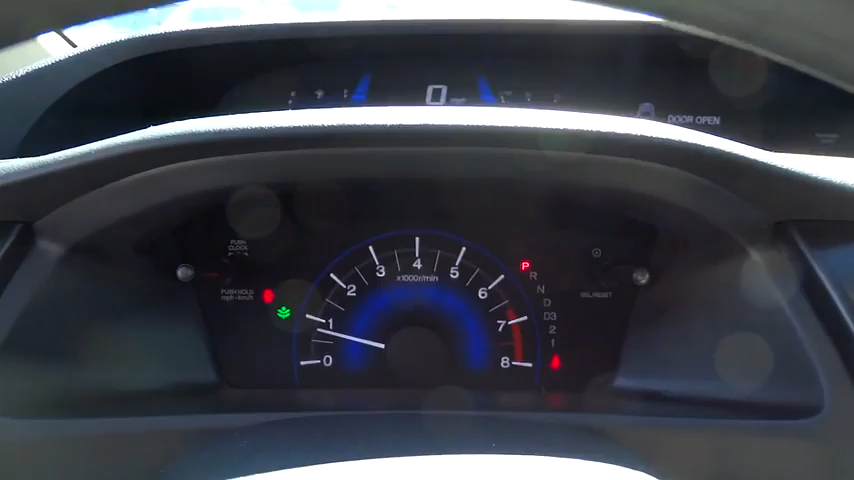 0
DOOR OPEN
PUSH
CLOCK
PUSH HOLD
mph↔km/h
SEL/RESET
x1000r/min
0
1
2
3
4
5
6
7
8
P
R
N
D
D3
2
1